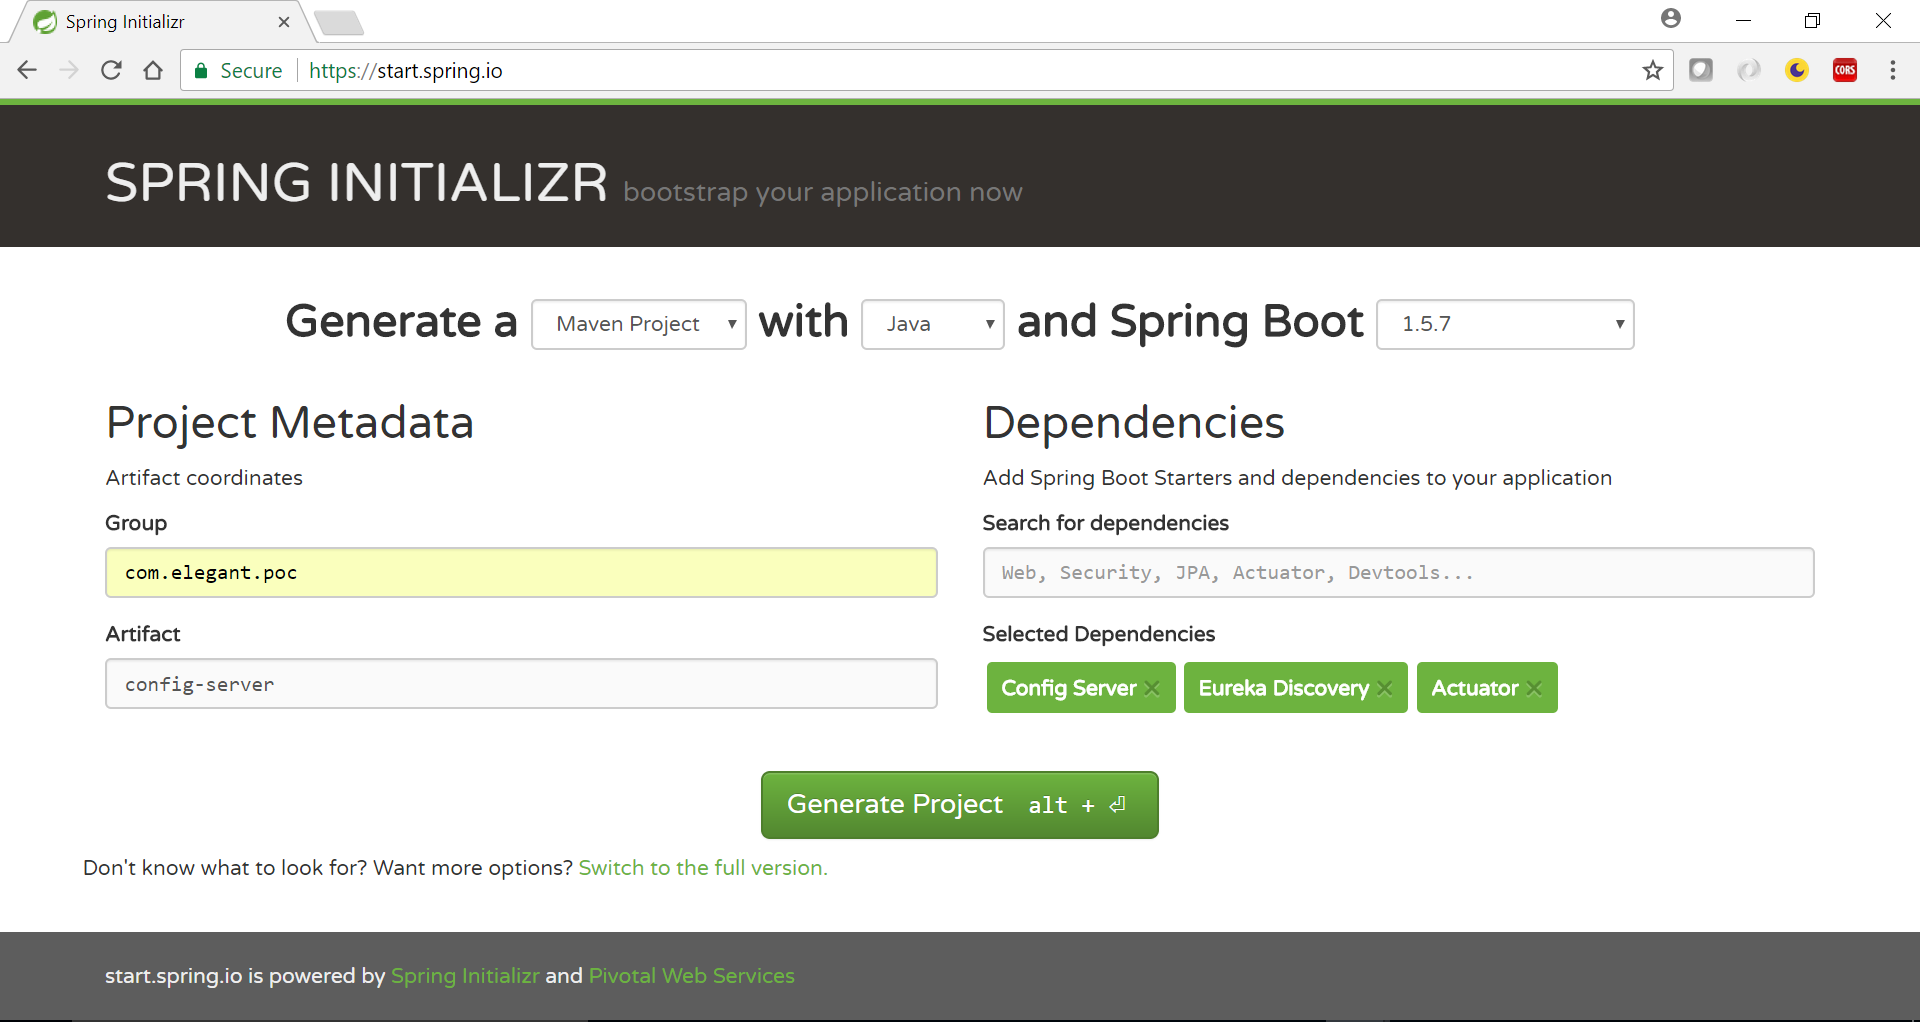 Spring Initializr
Secure https://start.spring.io
CORS
SPRING INITIALIZR bootstrap your application now
Generate a Maven Project with Java and Spring Boot 1.5.7
Project Metadata
Artifact coordinates
Group
com.elegant.poc
Artifact
config-server
Dependencies
Add Spring Boot Starters and dependencies to your application
Search for dependencies
Web, Security, JPA, Actuator, Devtools...
Selected Dependencies
Config Server Eureka Discovery Actuator
Generate Project alt + ⏎
Don't know what to look for? Want more options? Switch to the full version.
start.spring.io is powered by Spring Initializr and Pivotal Web Services